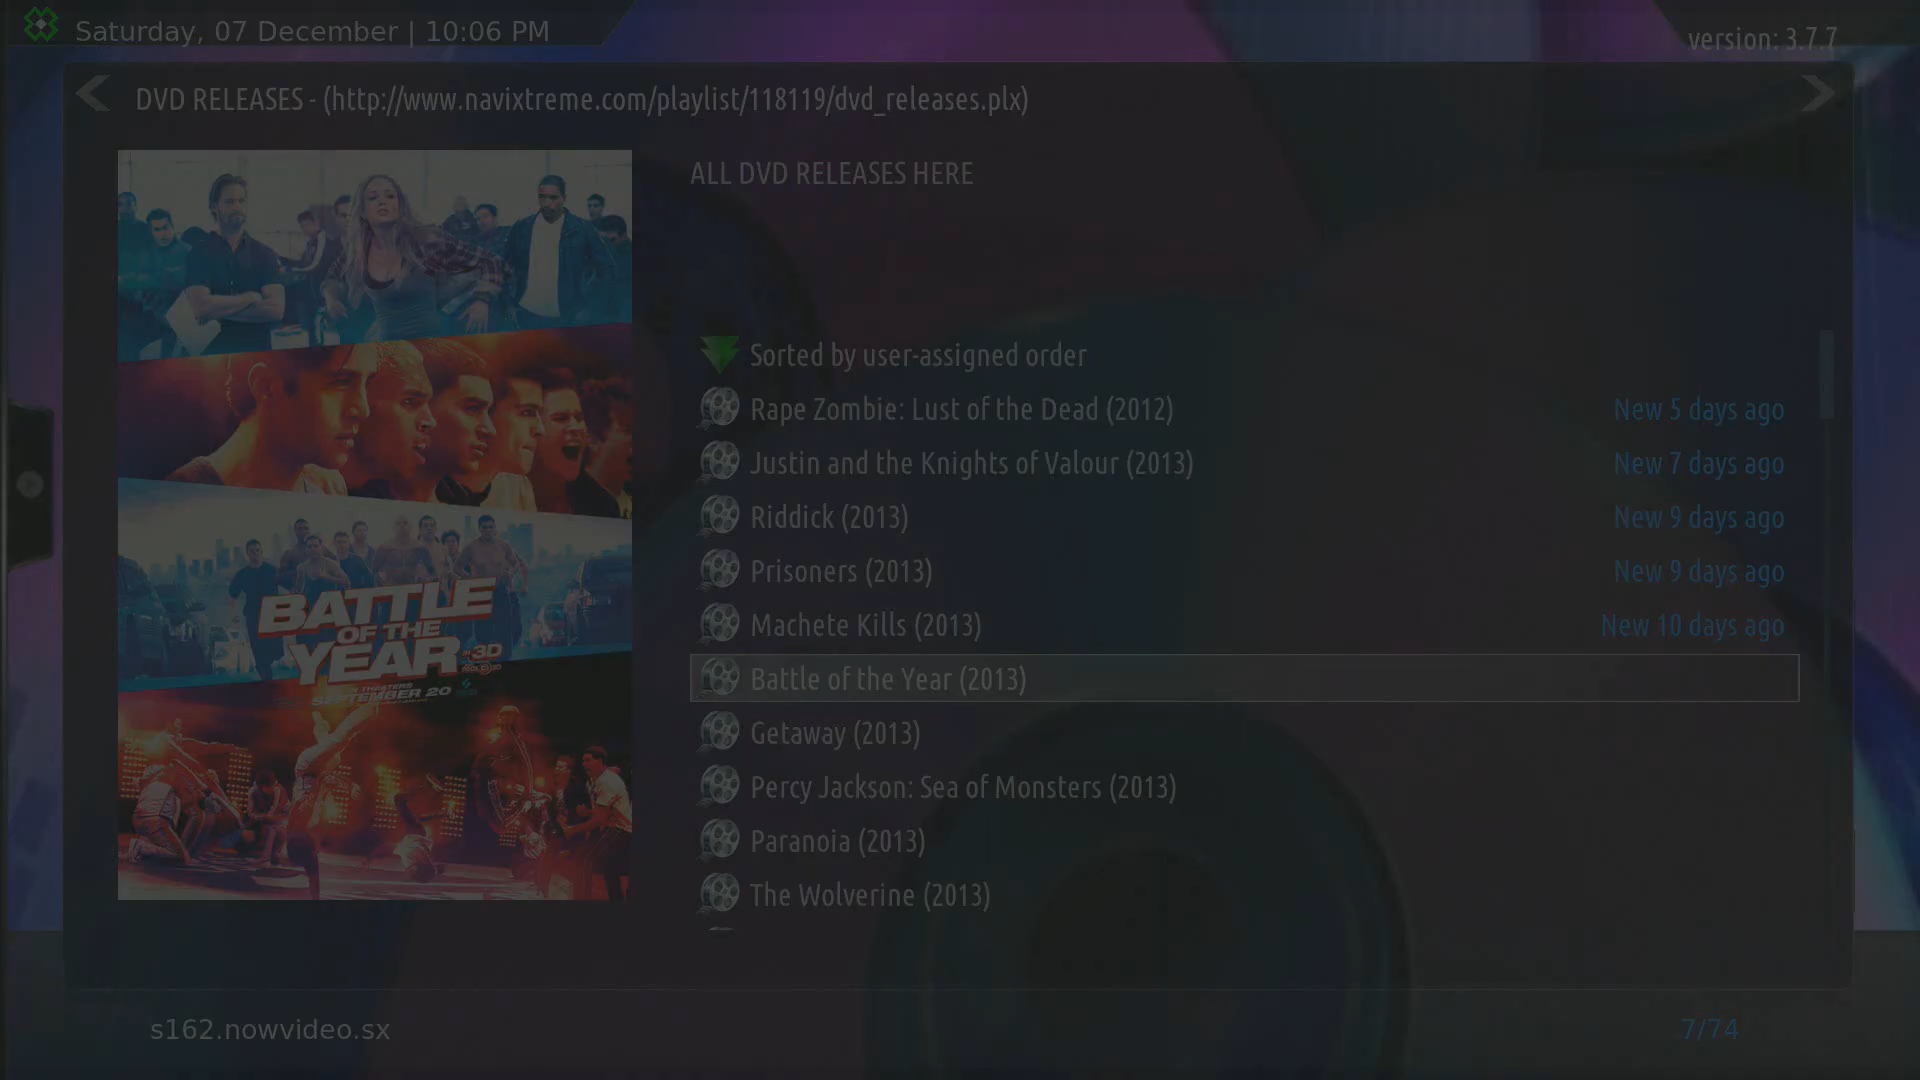 Saturday, 07 December | 10:06 PM
version: 3.7.7
DVD RELEASES - (http://www.navixtreme.com/playlist/118119/dvd_releases.plx)
ALL DVD RELEASES HERE
Sorted by user-assigned order
Rape Zombie: Lust of the Dead (2012) New 5 days ago
Justin and the Knights of Valour (2013) New 7 days ago
Riddick (2013) New 9 days ago
Prisoners (2013) New 9 days ago
Machete Kills (2013) New 10 days ago
Battle of the Year (2013)
Getaway (2013)
Percy Jackson: Sea of Monsters (2013)
Paranoia (2013)
The Wolverine (2013)
BATTLE
OF THE
YEAR IN 3D
IN THEATERS
SEPTEMBER 20
s162.nowvideo.sx
7/74